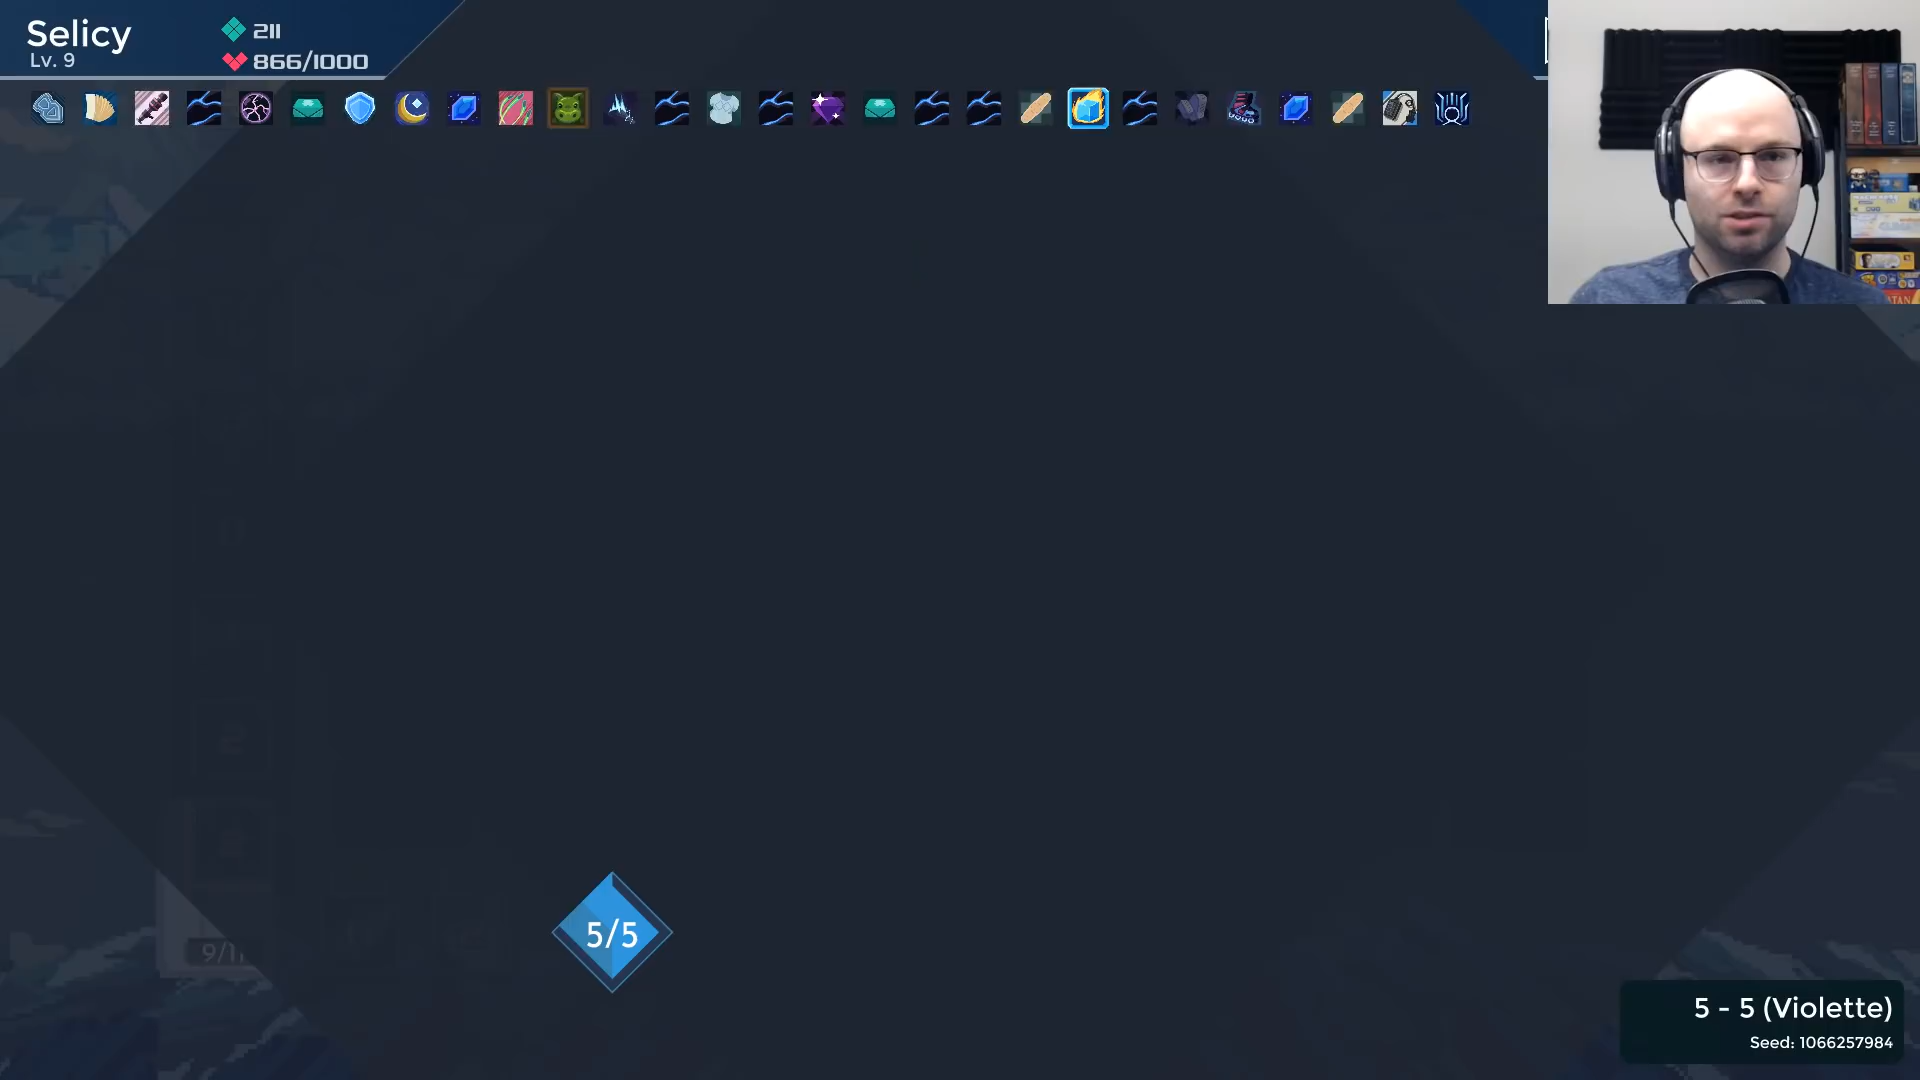 Selicy
Lv. 9
211
866/1000
5/5
5 - 5 (Violette)
Seed: 1066257984